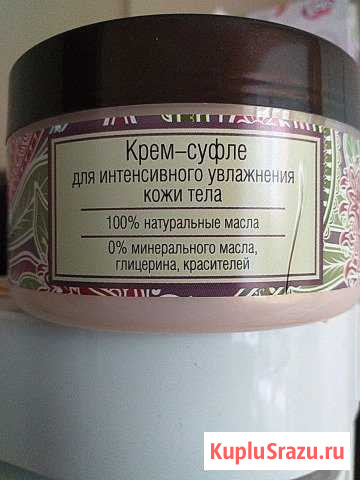 Крем-суфле
для интенсивного увлажнения
кожи тела
100% натуральные масла
0% минерального масла,
глицерина, красителей
KupluSrazu.ru